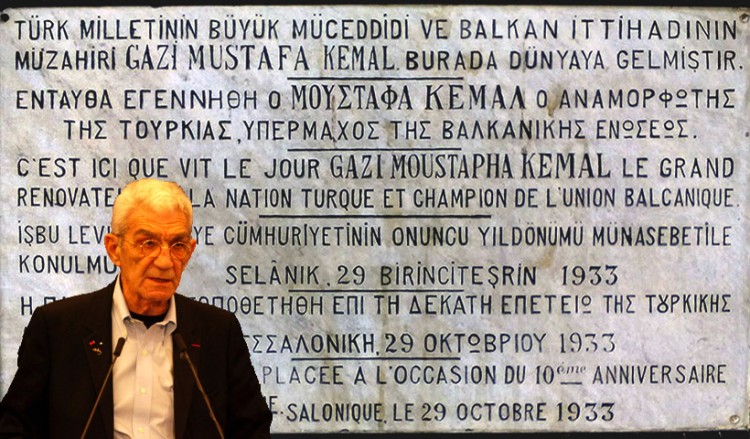 TÜRK MİLLETİNİN BÜYÜK MÜCEDDİDİ VE BALKAN İTTİHADININ
MÜZAHİRİ GAZİ MUSTAFA KEMAL BURADA DÜNYAYA GELMİŞTİR.
ΕΝΤΑΥΘΑ ΕΓΕΝΝΗΘΗ Ο ΜΟΥΣΤΑΦΑ ΚΕΜΑΛ Ο ΑΝΑΜΟΡΦΩΤΗΣ
ΤΗΣ ΤΟΥΡΚΙΑΣ, ΥΠΕΡΜΑΧΟΣ ΤΗΣ ΒΑΛΚΑΝΙΚΗΣ ΕΝΩΣΕΩΣ.
C'EST ICI QUE VIT LE JOUR GAZI MOUSTAPHA KEMAL LE GRAND
LA NATION TURQUE ET CHAMPION DE L'UNION BALCANIQUE.
İŞBU CÜMHURİYETİNİN ONUNCU YILDÖNÜMÜ MÜNASEBETİLE
SELÂNİK, 29 BİRİNCİTEŞRİN 1933
Η ΕΠΙ ΤΗ ΔΕΚΑΤΗ ΕΠΕΤΕΙΩ ΤΗΣ ΤȢΡΚΙΚΗΣ
29 ΟΚΤΩΒΡΙΟΥ 1933
PLACÉE À L'OCCASION DU 10ème ANNIVERSAIRE
SALONIQUE, LE 29 OCTOBRE 1933